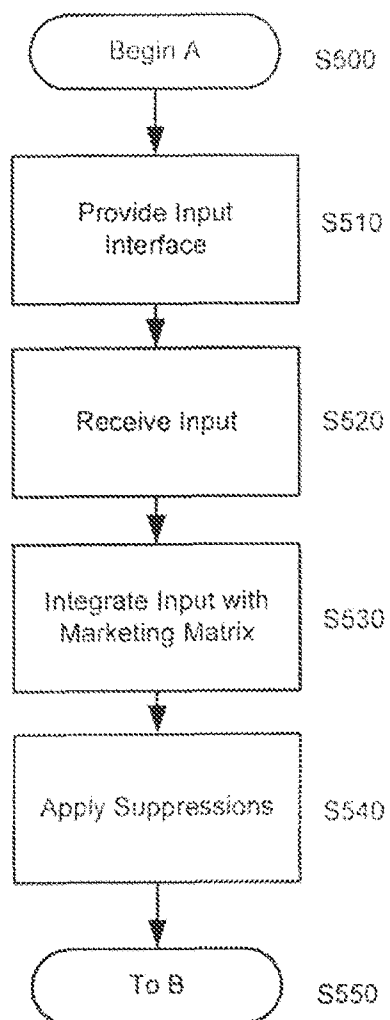 Begin A
S500
Provide Input
Interface
S510
Receive Input
S520
Integrate Input with
Marketing Matrix
S530
Apply Suppressions
S540
To B
S550